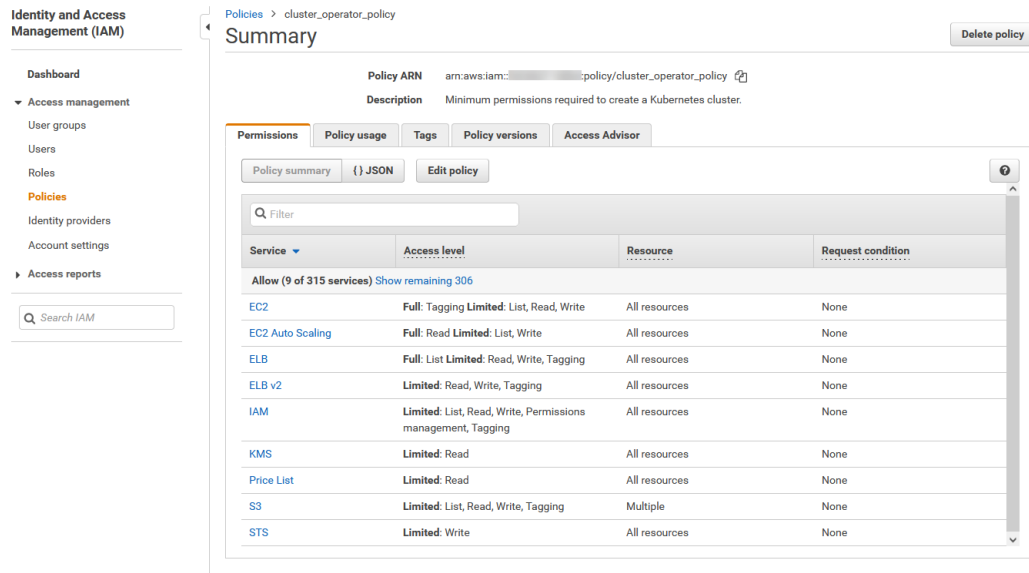 Identity and Access
Management (IAM)
Dashboard
Access management
User groups
Users
Roles
Policies
Identity providers
Account settings
Access reports
Search IAM
Policies > cluster_operator_policy
Summary
Delete policy
Policy ARN arn:aws:iam:: :policy/cluster_operator_policy
Description Minimum permissions required to create a Kubernetes cluster.
Permissions Policy usage Tags Policy versions Access Advisor
Policy summary { } JSON Edit policy
Filter
Service Access level Resource Request condition
Allow (9 of 315 services) Show remaining 306
EC2 Full: Tagging Limited: List, Read, Write All resources None
EC2 Auto Scaling Full: Read Limited: List, Write All resources None
ELB Full: List Limited: Read, Write, Tagging All resources None
ELB v2 Limited: Read, Write, Tagging All resources None
IAM Limited: List, Read, Write, Permissions All resources None
management, Tagging
KMS Limited: Read All resources None
Price List Limited: Read All resources None
S3 Limited: List, Read, Write, Tagging Multiple None
STS Limited: Write All resources None